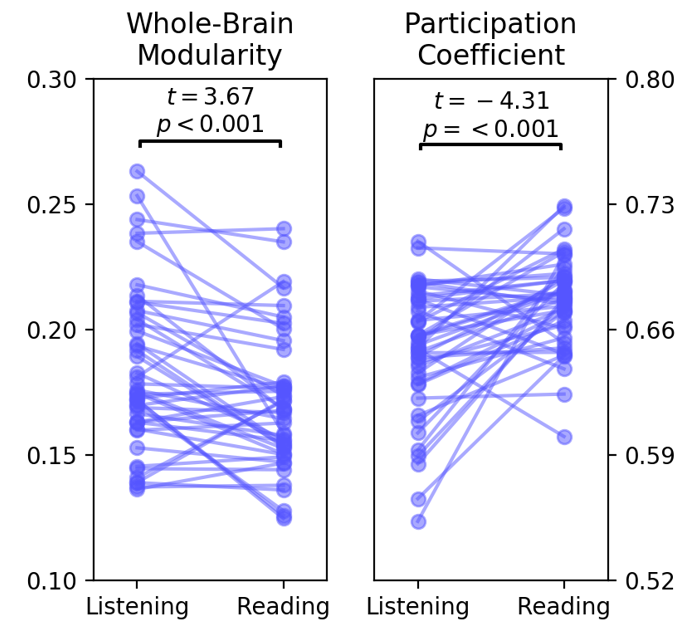 Whole-Brain
Modularity
Participation
Coefficient
0.30
0.25
0.20
0.15
0.10
t = 3.67
p < 0.001
t = − 4.31
p = < 0.001
0.80
0.73
0.66
0.59
0.52
Listening
Reading
Listening
Reading